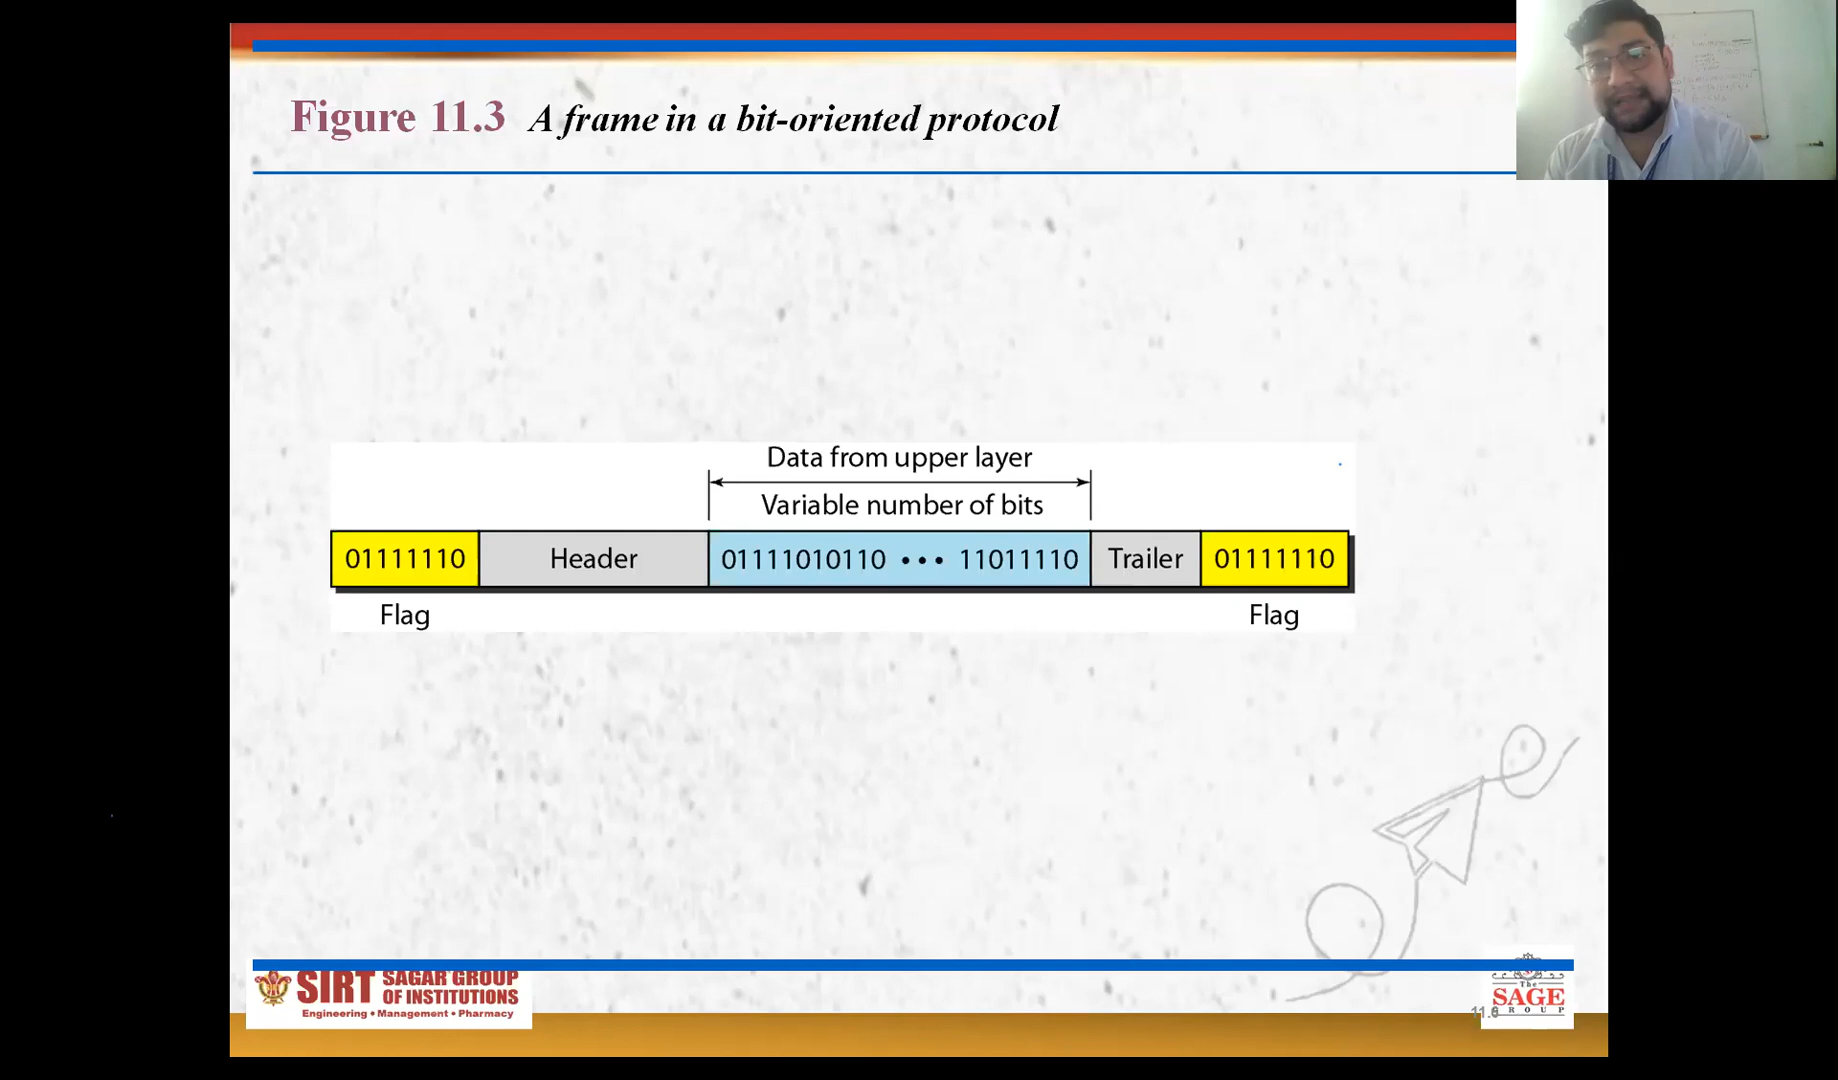 Figure 11.3 A frame in a bit-oriented protocol
Data from upper layer
Variable number of bits
01111110 Header 01111010110 ••• 11011110 Trailer 01111110
Flag Flag
SIRT SAGAR GROUP
OF INSTITUTIONS
Engineering • Management • Pharmacy
The
SAGE
GROUP